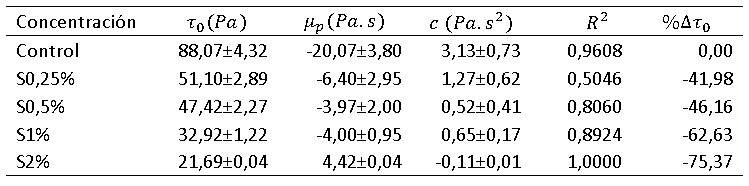 Concentración τ₀(Pa) μₚ(Pa.s) c (Pa.s²) R² %Δτ₀
Control 88,07±4,32 -20,07±3,80 3,13±0,73 0,9608 0,00
S0,25% 51,10±2,89 -6,40±2,95 1,27±0,62 0,5046 -41,98
S0,5% 47,42±2,27 -3,97±2,00 0,52±0,41 0,8060 -46,16
S1% 32,92±1,22 -4,00±0,95 0,65±0,17 0,8924 -62,63
S2% 21,69±0,04 4,42±0,04 -0,11±0,01 1,0000 -75,37